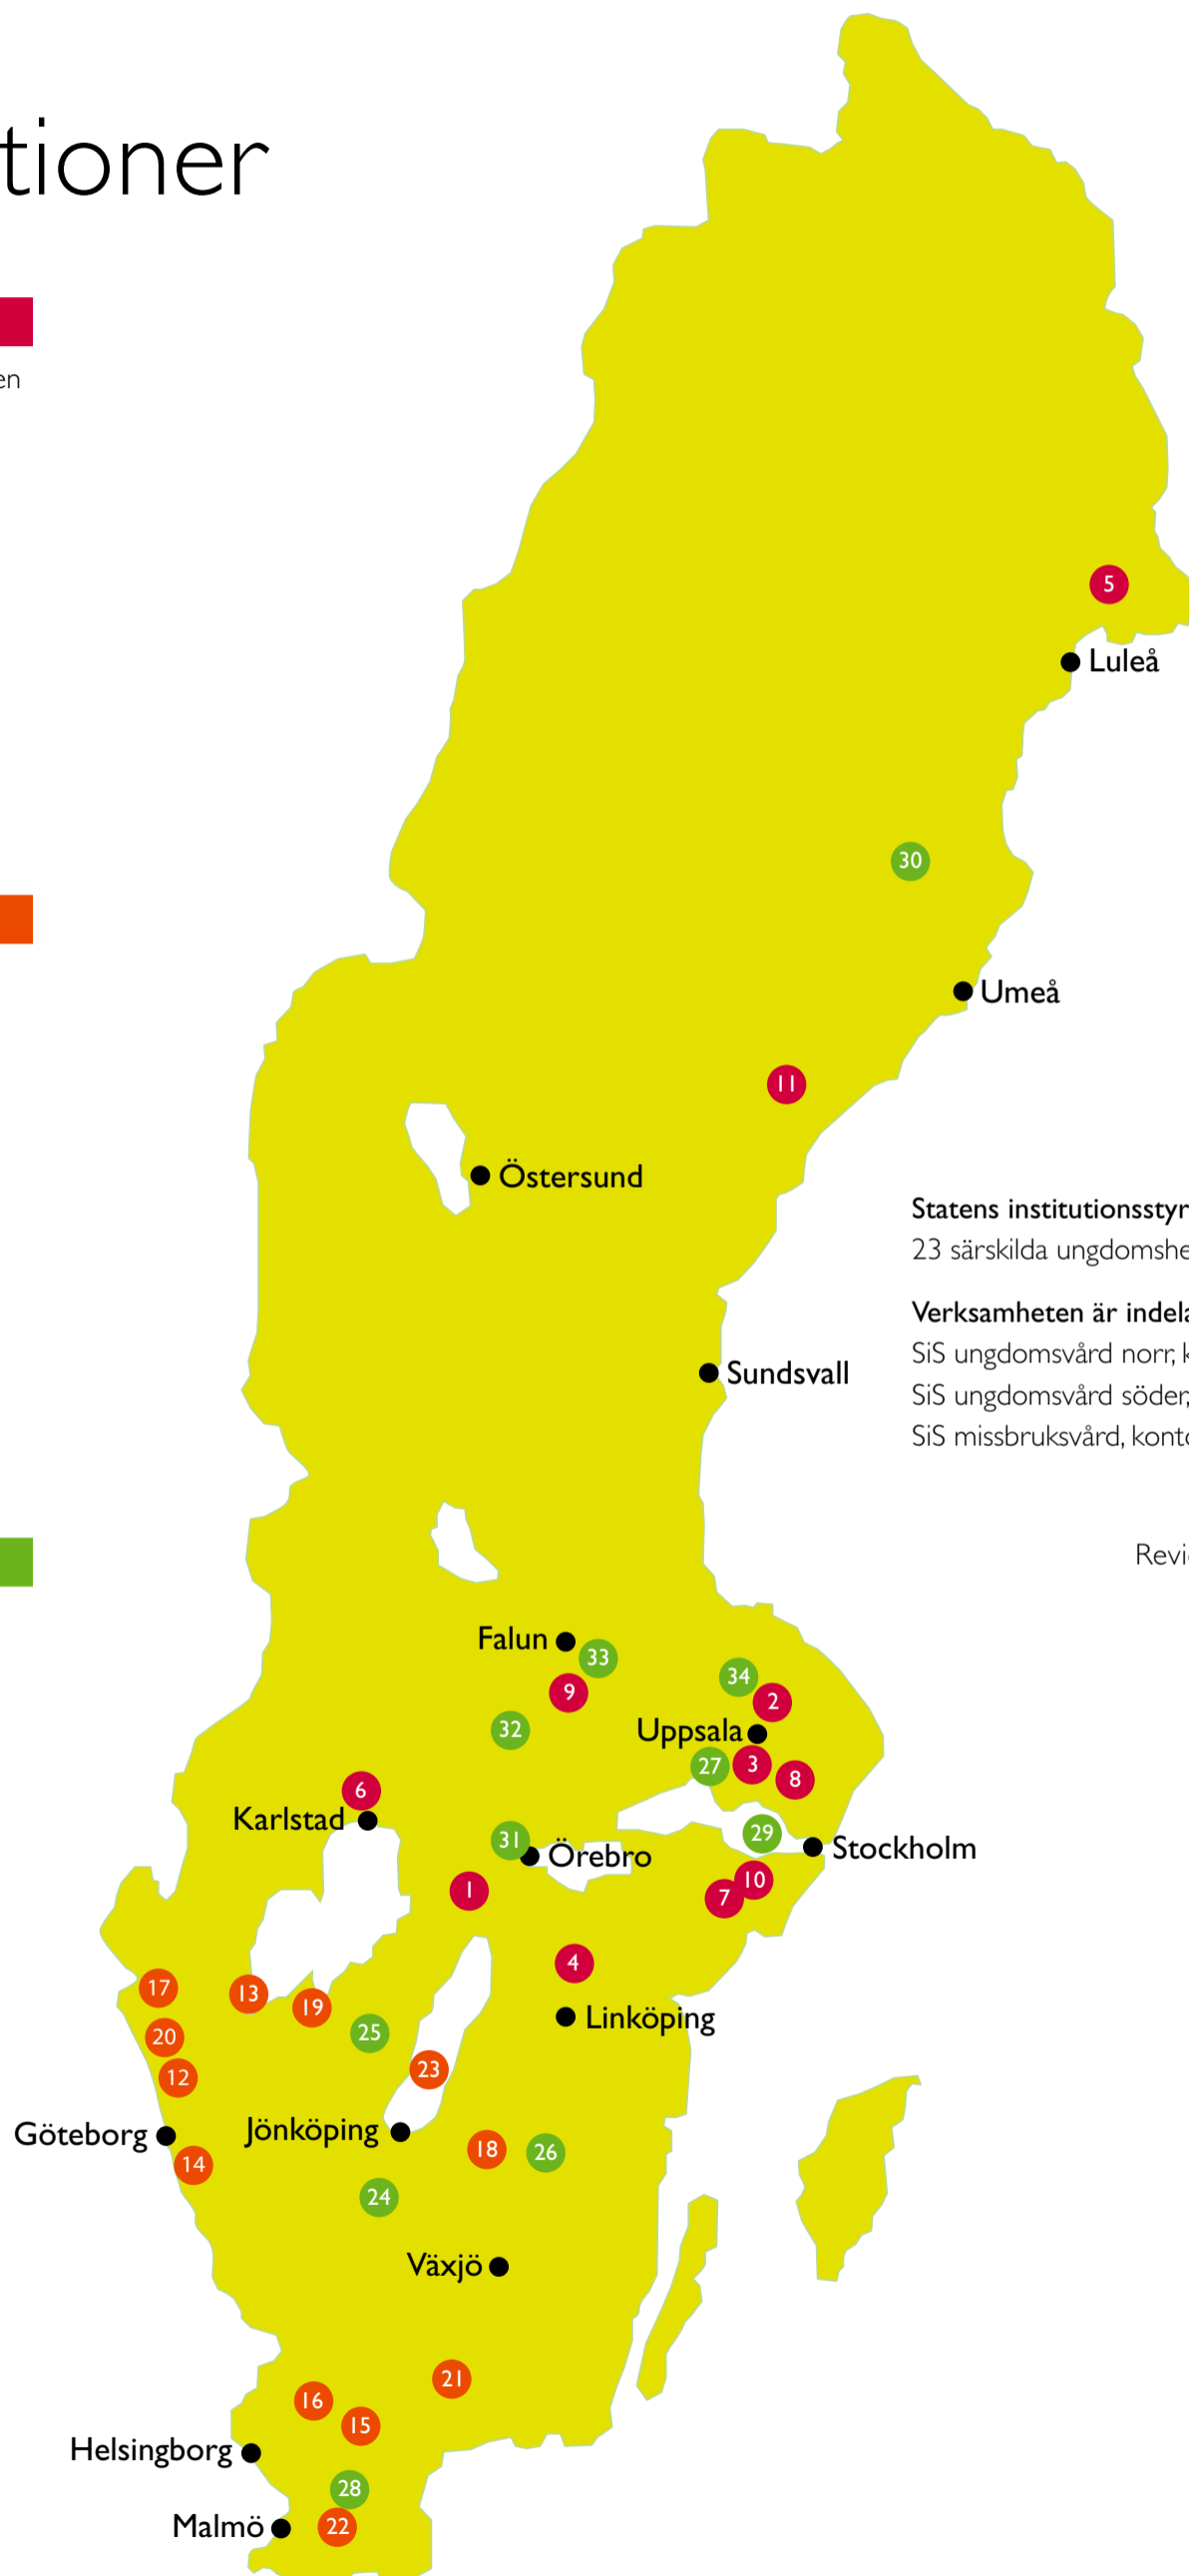 tioner
en
5
Luleå
30
Umeå
11
Östersund
Statens institutionsstyr
23 särskilda ungdomshe
Verksamheten är indela
Sundsvall
SiS ungdomsvård norr, k
SiS ungdomsvård söder,
SiS missbruksvård, konto
Revi
Falun
33
34
9
2
32
Uppsala
27
3
8
6
Karlstad
29
31
Örebro
Stockholm
1
10
7
4
17
13
19
Linköping
25
20
23
12
Göteborg
Jönköping
14
18
26
24
Växjö
21
16
15
Helsingborg
28
Malmö
22